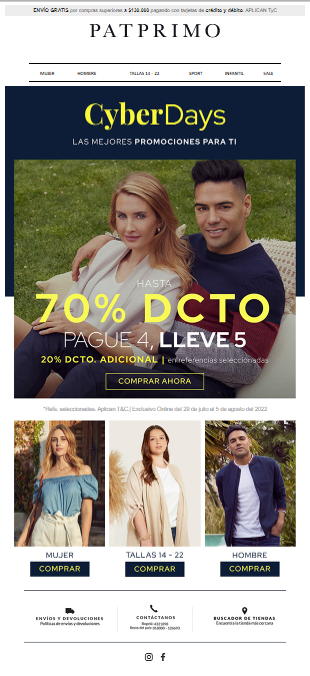 ENVÍO GRATIS por compras superiores a $120.000 pagando con tarjetas de crédito y débito. APLICAN TyC
PATPRIMO
MUJER HOMBRE TALLAS 14 - 22 SPORT INFANTIL SALE
CyberDays
LAS MEJORES PROMOCIONES PARA TI
HASTA
70% DCTO
PAGUE 4, LLEVE 5
20% DCTO. ADICIONAL | en referencias seleccionadas
COMPRAR AHORA
*Refs. seleccionadas. Aplican T&C | Exclusivo Online del 29 de julio al 5 de agosto del 2022
MUJER TALLAS 14 - 22 HOMBRE
COMPRAR COMPRAR COMPRAR
ENVÍOS Y DEVOLUCIONES CONTÁCTANOS BUSCADOR DE TIENDAS
Políticas de envíos y devoluciones Bogotá Encuentra la tienda más cercana
Resto del país